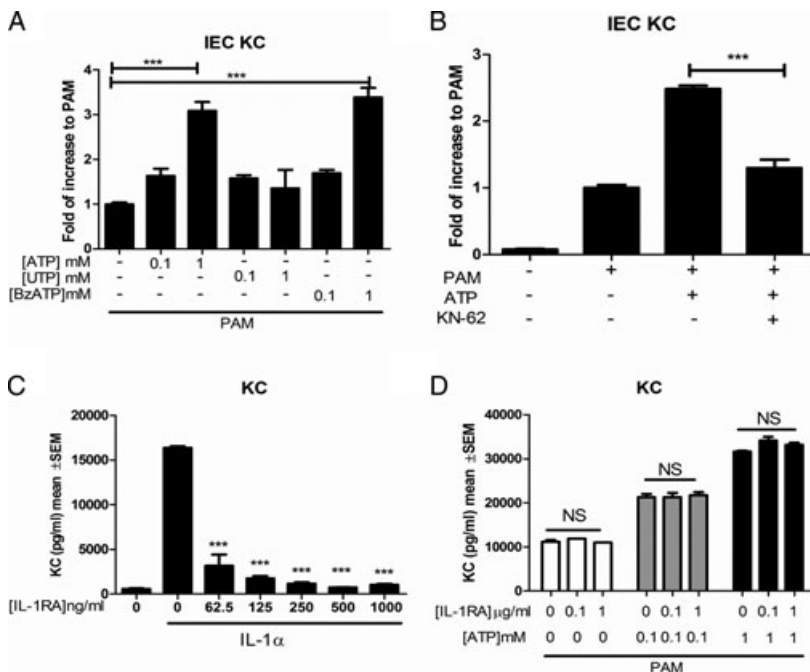 A
IEC KC
Fold of increase to PAM
4
3
2
1
0
***
***
[ATP] mM - 0.1 1 - - - -
[UTP] mM - - - 0.1 1 - -
[BzATP]mM - - - - - 0.1 1
PAM
B
IEC KC
Fold of increase to PAM
3
2
1
0
***
PAM - + + +
ATP - - + +
KN-62 - - - +
C
KC
KC (pg/ml) mean ±SEM
20000
15000
10000
5000
0
*** *** *** *** ***
[IL-1RA]ng/ml 0 0 62.5 125 250 500 1000
IL-1α
D
KC
KC (pg/ml) mean ±SEM
40000
30000
20000
10000
0
NS
NS
NS
[IL-1RA]μg/ml 0 0.1 1 0 0.1 1 0 0.1 1
[ATP]mM 0 0 0 0.1 0.1 0.1 1 1 1
PAM